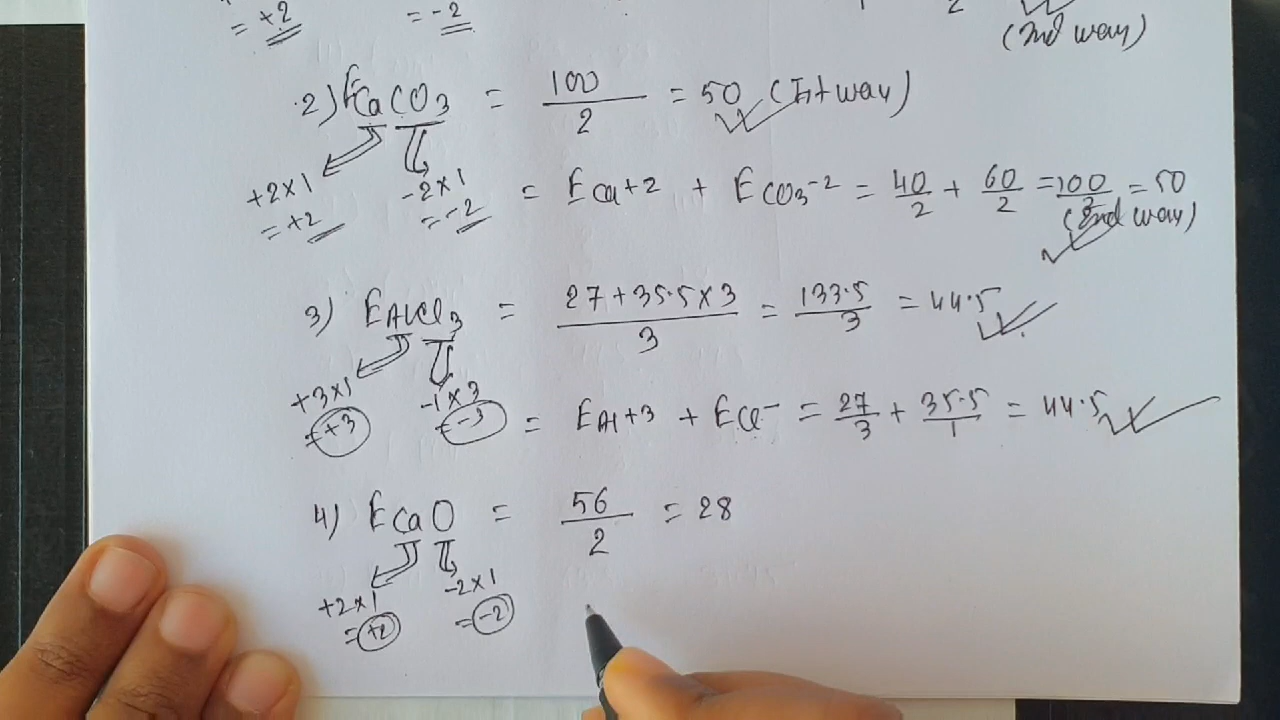 = +2 = -2 2
(2nd way)
2) ECaCO3 = 100/2 = 50 (Ist way)
+2×1 -2×1 = ECa+2 + ECO3-2 = 40/2 + 60/2 = 100/2 = 50
= +2 = -2 (2nd way)
3) EAlCl3 = 27+35.5×3/3 = 133.5/3 = 44.5
+3×1 -1×3
= +3 = -3 = EAl+3 + ECl- = 27/3 + 35.5/1 = 44.5
4) ECaO = 56/2 = 28
+2×1 -2×1
= +2 = -2